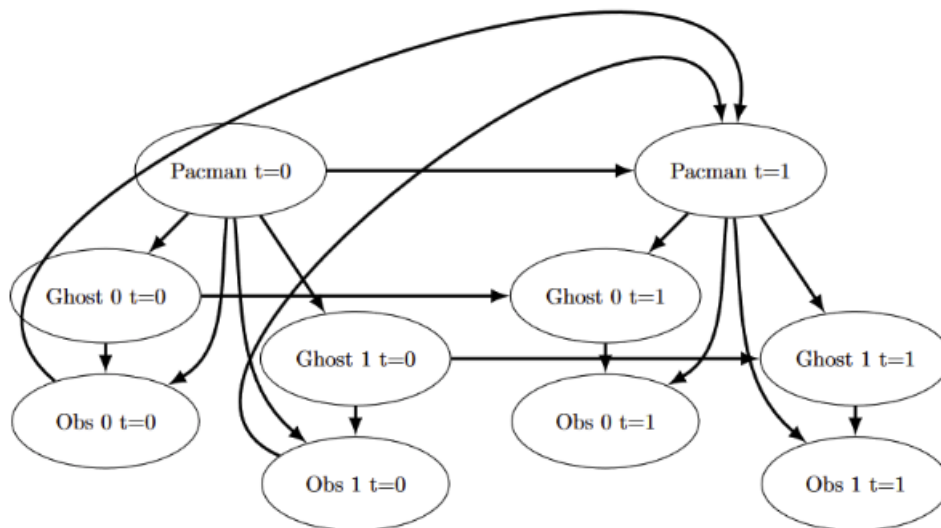 Pacman t=0
Pacman t=1
Ghost 0 t=0
Ghost 0 t=1
Ghost 1 t=0
Ghost 1 t=1
Obs 0 t=0
Obs 0 t=1
Obs 1 t=0
Obs 1 t=1